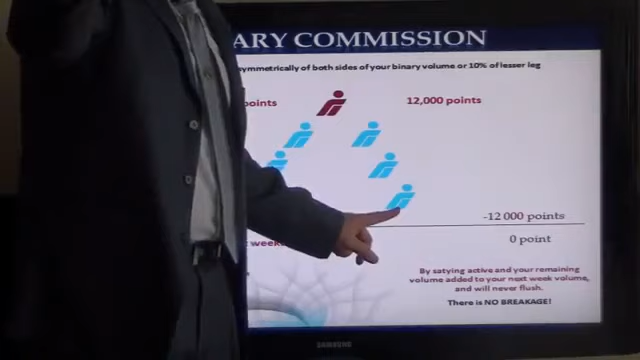 ARY COMMISSION
symmetrically of both sides of your binary volume or 10% of lesser leg
points
12,000 points
-12 000 points
week
0 point
By satying active and your remaining
volume added to your next week volume,
and will never flush.
There is NO BREAKAGE!
SAMSUNG